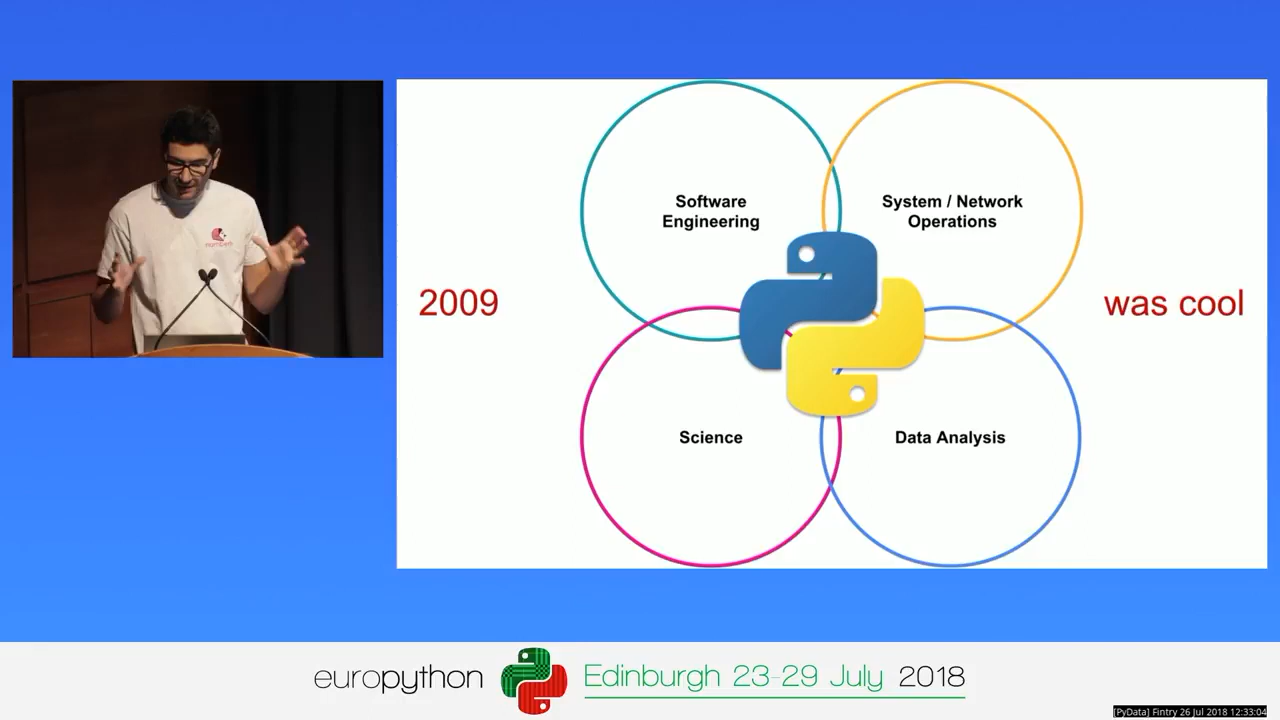 Software
Engineering
System / Network
Operations
2009
was cool
Science
Data Analysis
europython
Edinburgh 23-29 July 2018
[PyData] Fintry 26 Jul 2018 12:33:04